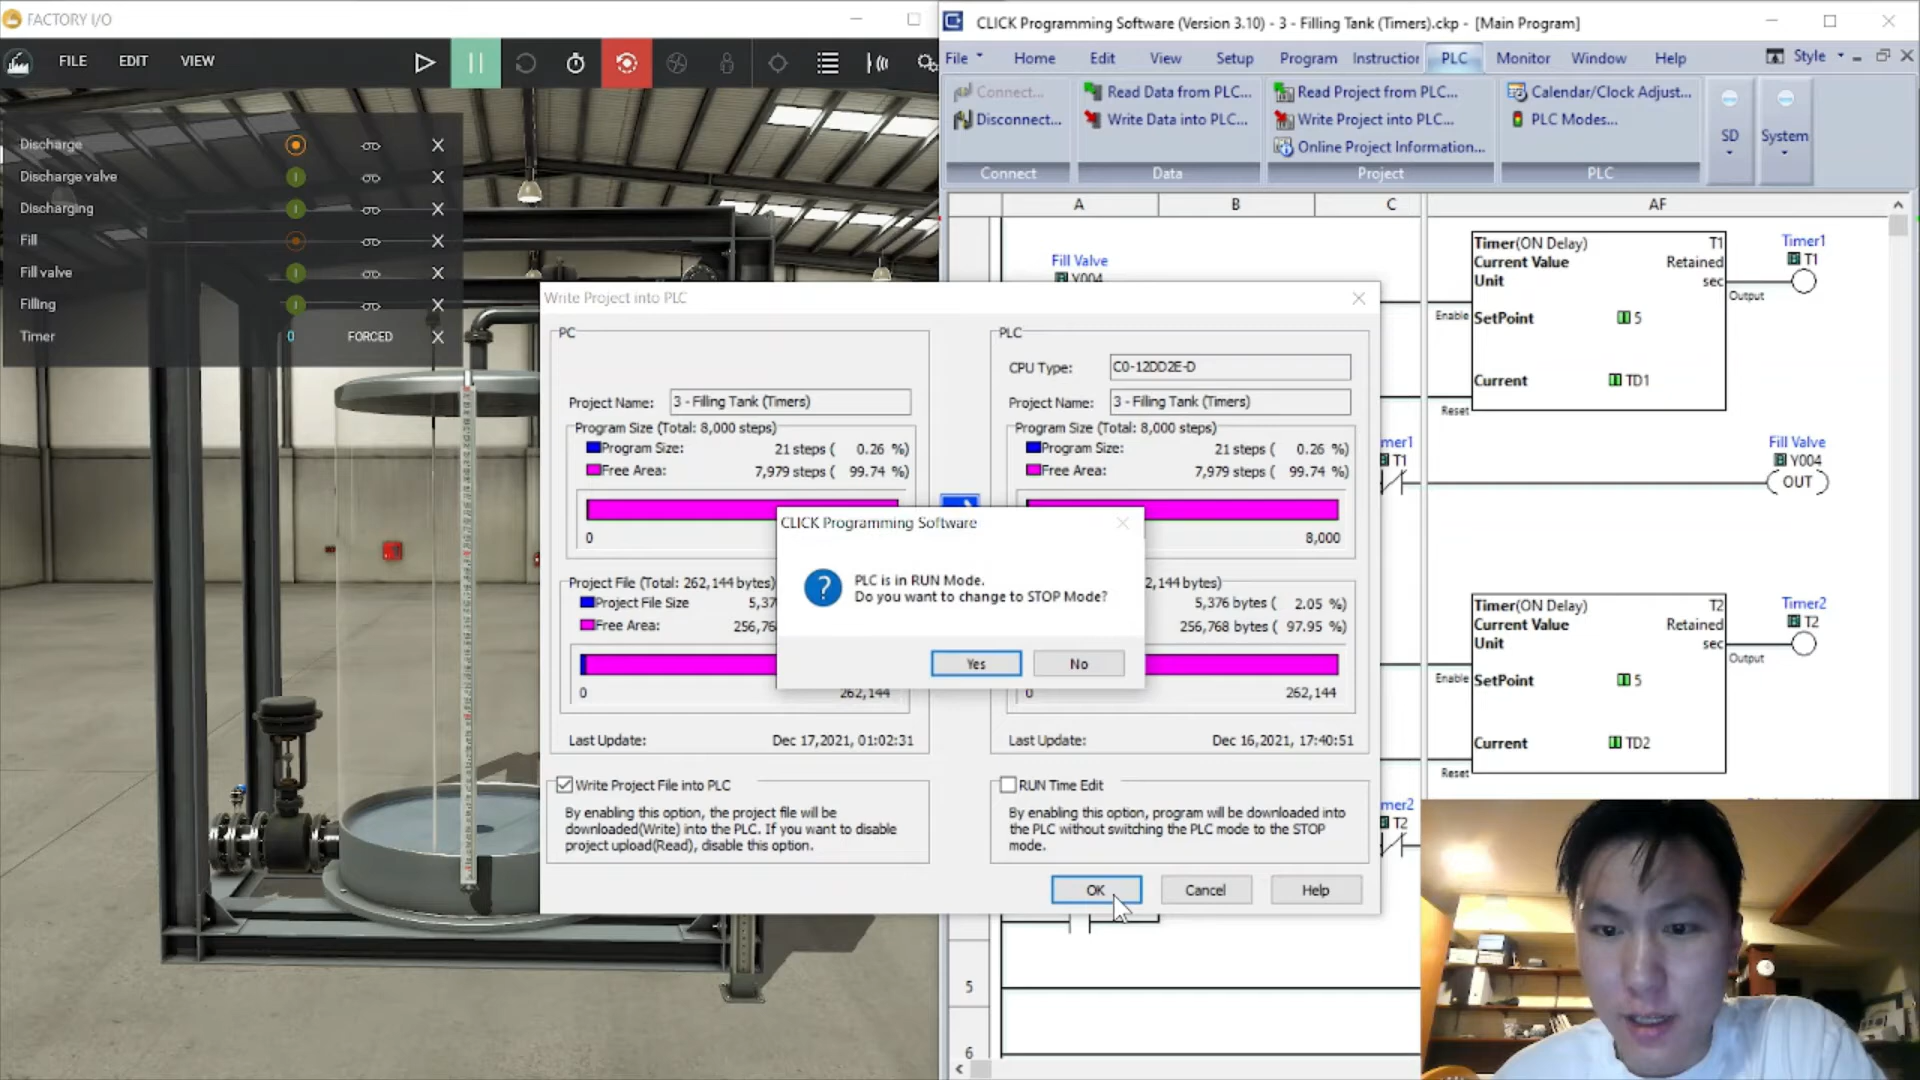 FACTORY I/O
FILE EDIT VIEW
Discharge
Discharge valve
Discharging
Fill
Fill valve
Filling
Timer 0 FORCED
CLICK Programming Software (Version 3.10) - 3 - Filling Tank (Timers).ckp - [Main Program]
File Home Edit View Setup Program Instruction PLC Monitor Window Help Style
Connect... Read Data from PLC... Read Project from PLC... Calendar/Clock Adjust...
Disconnect... Write Data into PLC... Write Project into PLC... PLC Modes... SD System
Online Project Information...
Connect Data Project PLC
A B C AF
Fill Valve
Y004
Timer(ON Delay) T1
Current Value Retained
Unit sec
Enable SetPoint 5
Current TD1
Reset
Timer1
T1
Output
mer1
T1
Fill Valve
Y004
OUT
Timer(ON Delay) T2
Current Value Retained
Unit sec
Enable SetPoint 5
Current TD2
Reset
Timer2
T2
Output
mer2
T2
5
6
Write Project into PLC
PC
Project Name: 3 - Filling Tank (Timers)
Program Size (Total: 8,000 steps)
Program Size: 21 steps ( 0.26 %)
Free Area: 7,979 steps ( 99.74 %)
0
Project File (Total: 262,144 bytes)
Project File Size 5,37
Free Area: 256,76
0 262,144
Last Update: Dec 17,2021, 01:02:31
Write Project File into PLC
By enabling this option, the project file will be
downloaded(Write) into the PLC. If you want to disable
project upload(Read), disable this option.
PLC
CPU Type: C0-12DD2E-D
Project Name: 3 - Filling Tank (Timers)
Program Size (Total: 8,000 steps)
Program Size: 21 steps ( 0.26 %)
Free Area: 7,979 steps ( 99.74 %)
8,000
2,144 bytes)
5,376 bytes ( 2.05 %)
256,768 bytes ( 97.95 %)
0 262,144
Last Update: Dec 16,2021, 17:40:51
RUN Time Edit
By enabling this option, program will be downloaded into
the PLC without switching the PLC mode to the STOP
mode.
OK Cancel Help
CLICK Programming Software
PLC is in RUN Mode.
Do you want to change to STOP Mode?
Yes No